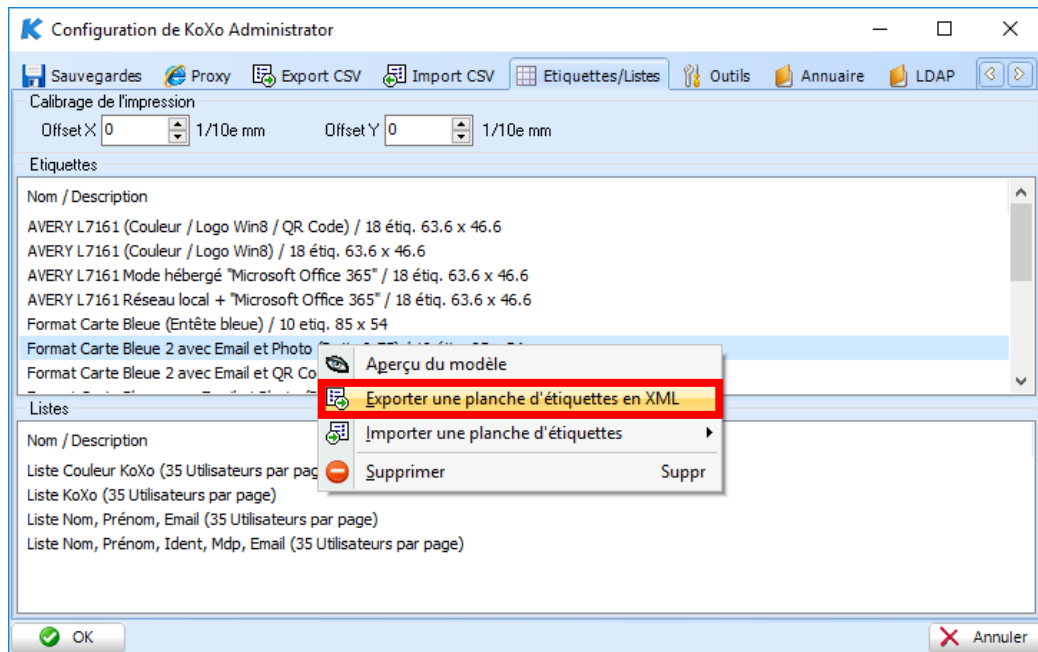 Configuration de KoXo Administrator
Sauvegardes Proxy Export CSV Import CSV Etiquettes/Listes Outils Annuaire LDAP
Calibrage de l'impression
Offset X 0 1/10e mm Offset Y 0 1/10e mm
Etiquettes
Nom / Description
AVERY L7161 (Couleur / Logo Win8 / QR Code) / 18 étiq. 63.6 x 46.6
AVERY L7161 (Couleur / Logo Win8) / 18 étiq. 63.6 x 46.6
AVERY L7161 Mode hébergé "Microsoft Office 365" / 18 étiq. 63.6 x 46.6
AVERY L7161 Réseau local + "Microsoft Office 365" / 18 étiq. 63.6 x 46.6
Format Carte Bleue (Entête bleue) / 10 etiq. 85 x 54
Format Carte Bleue 2 avec Email et Photo
Aperçu du modèle
Format Carte Bleue 2 avec Email et QR Co
Exporter une planche d'étiquettes en XML
Listes
Importer une planche d'étiquettes
Nom / Description
Supprimer Suppr
Liste Couleur KoXo (35 Utilisateurs par pag
Liste KoXo (35 Utilisateurs par page)
Liste Nom, Prénom, Email (35 Utilisateurs par page)
Liste Nom, Prénom, Ident, Mdp, Email (35 Utilisateurs par page)
OK Annuler